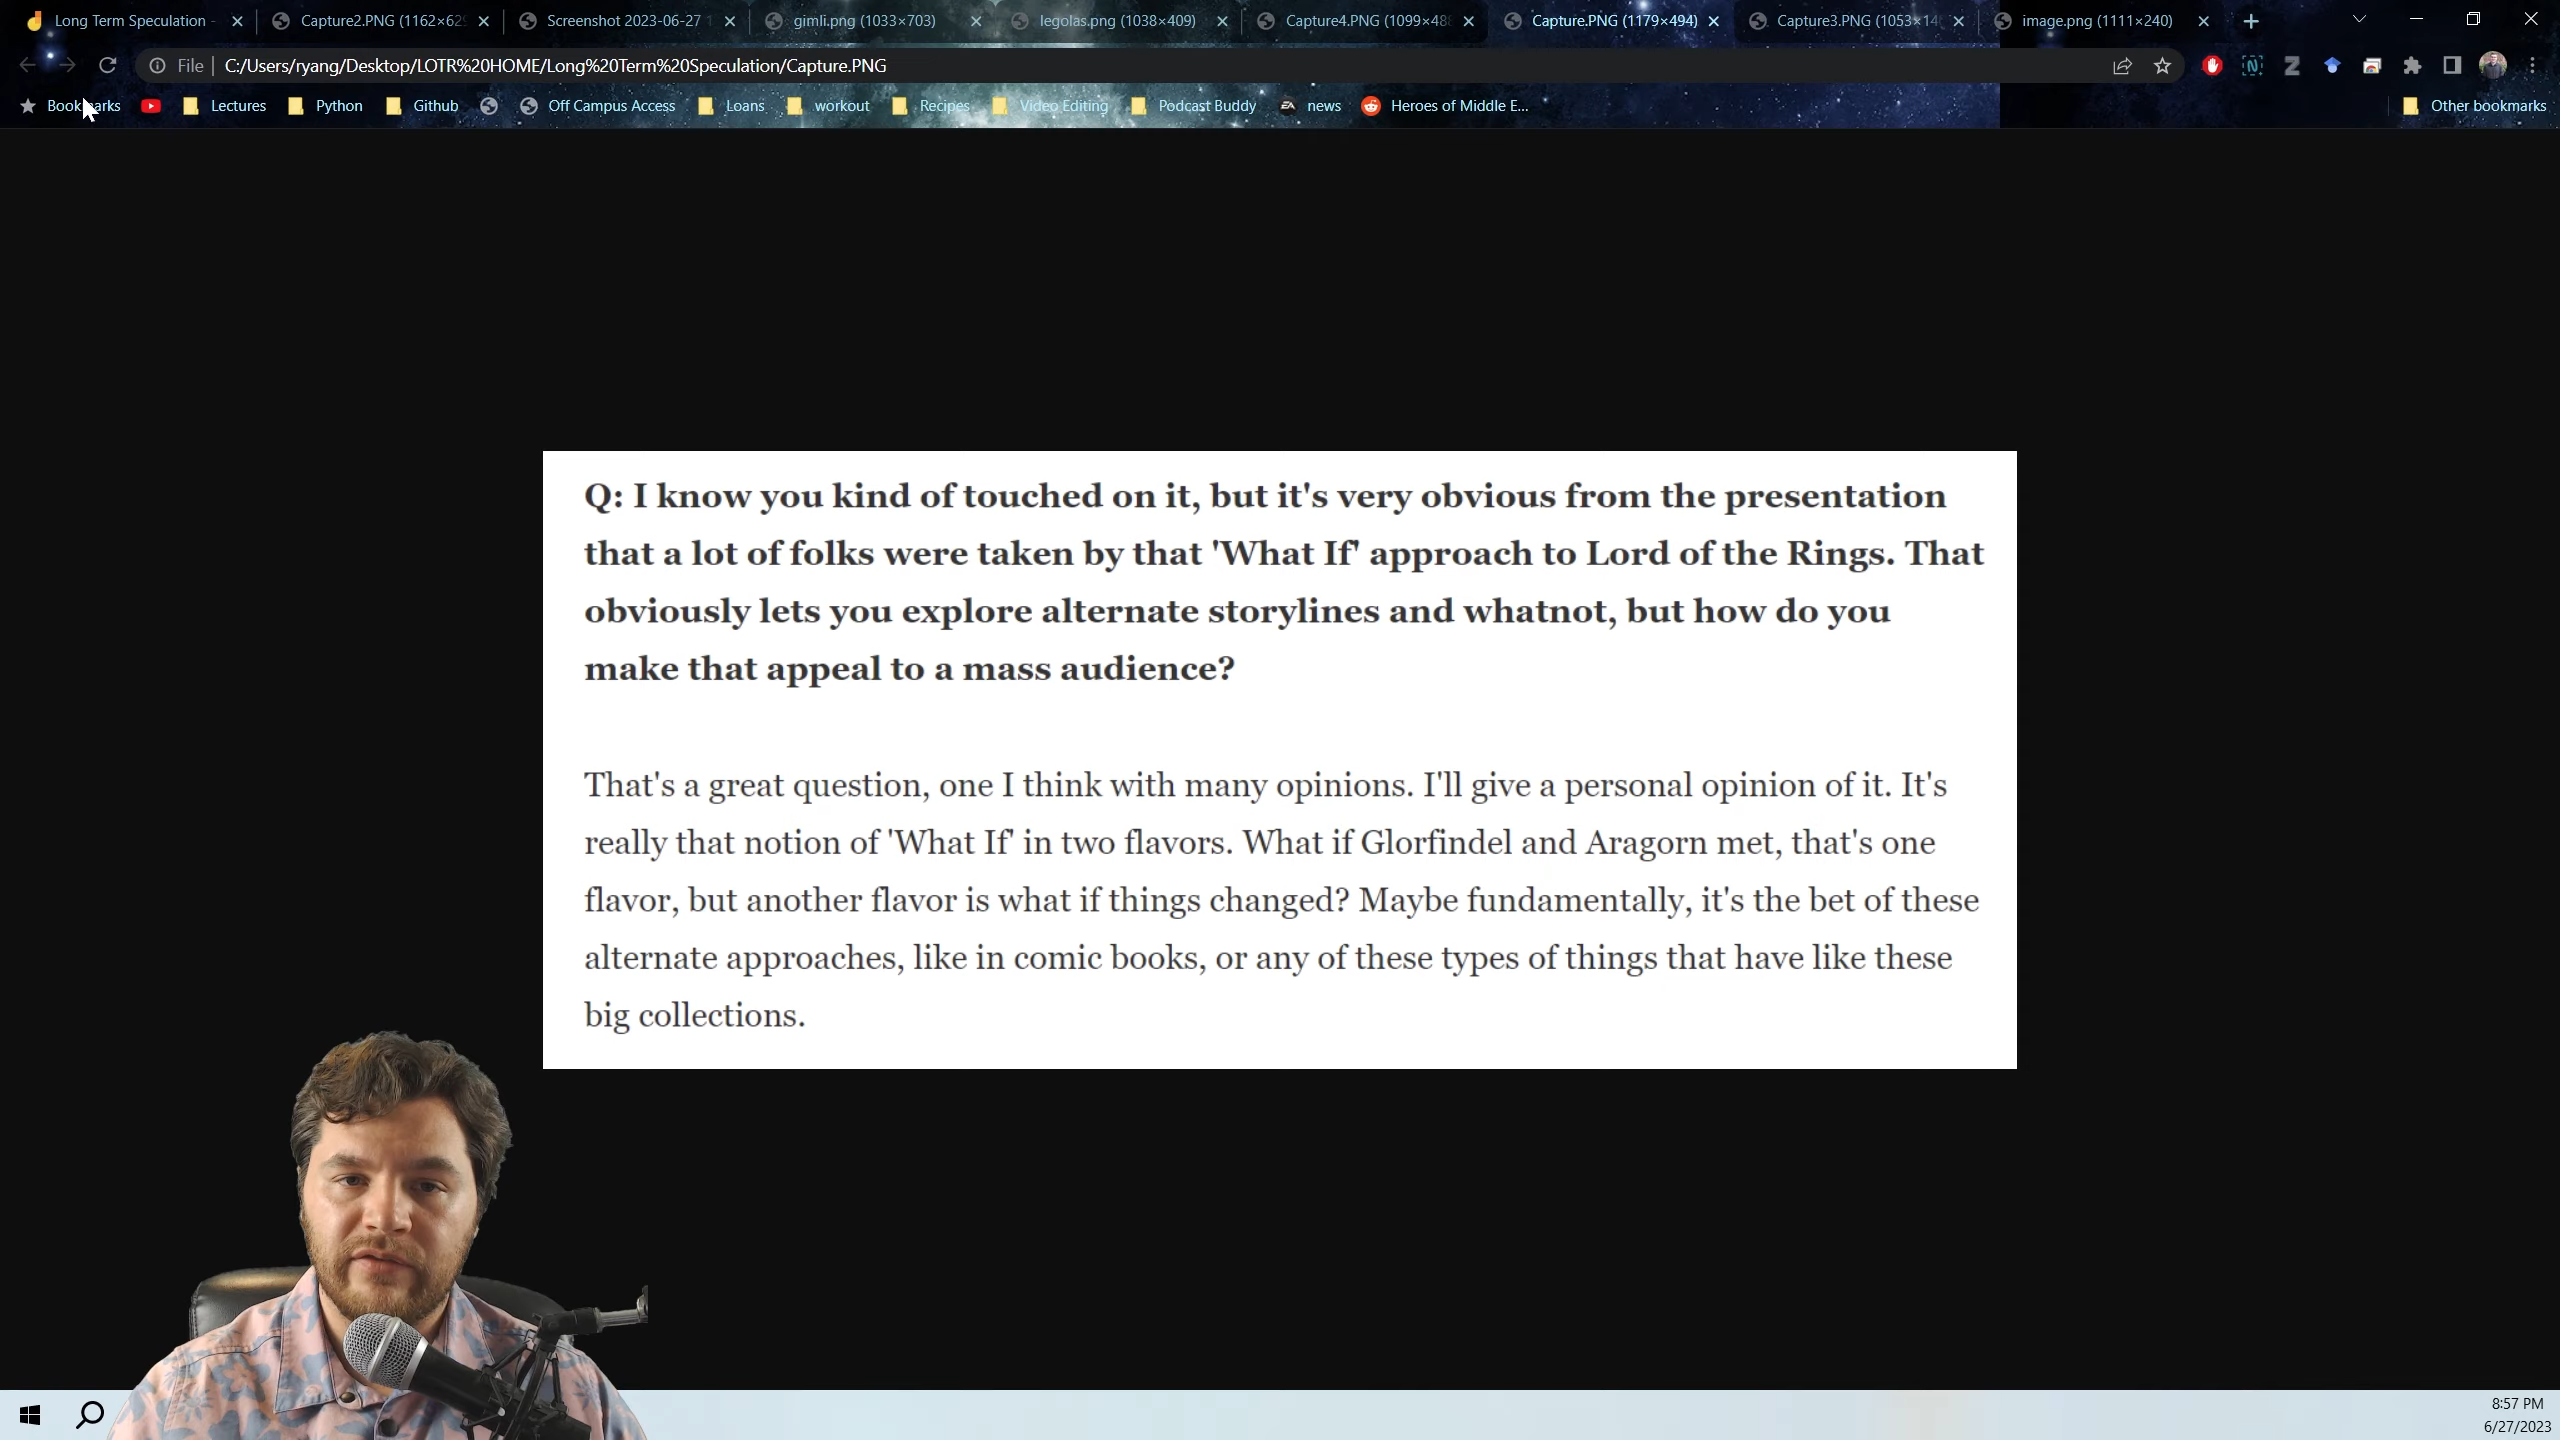 Long Term Speculation -
Capture2.PNG (1162×629
Screenshot 2023-06-27 1
gimli.png (1033×703)
legolas.png (1038×409)
Capture4.PNG (1099×488
Capture.PNG (1179×494)
Capture3.PNG (1053×14
image.png (1111×240)
File | C:/Users/ryang/Desktop/LOTR%20HOME/Long%20Term%20Speculation/Capture.PNG
Bookmarks
Lectures
Python
Github
Off Campus Access
Loans
workout
Recipes
Video Editing
Podcast Buddy
news
Heroes of Middle E...
Other bookmarks
Q: I know you kind of touched on it, but it's very obvious from the presentation
that a lot of folks were taken by that 'What If' approach to Lord of the Rings. That
obviously lets you explore alternate storylines and whatnot, but how do you
make that appeal to a mass audience?
That's a great question, one I think with many opinions. I'll give a personal opinion of it. It's
really that notion of 'What If' in two flavors. What if Glorfindel and Aragorn met, that's one
flavor, but another flavor is what if things changed? Maybe fundamentally, it's the bet of these
alternate approaches, like in comic books, or any of these types of things that have like these
big collections.
8:57 PM
6/27/2023